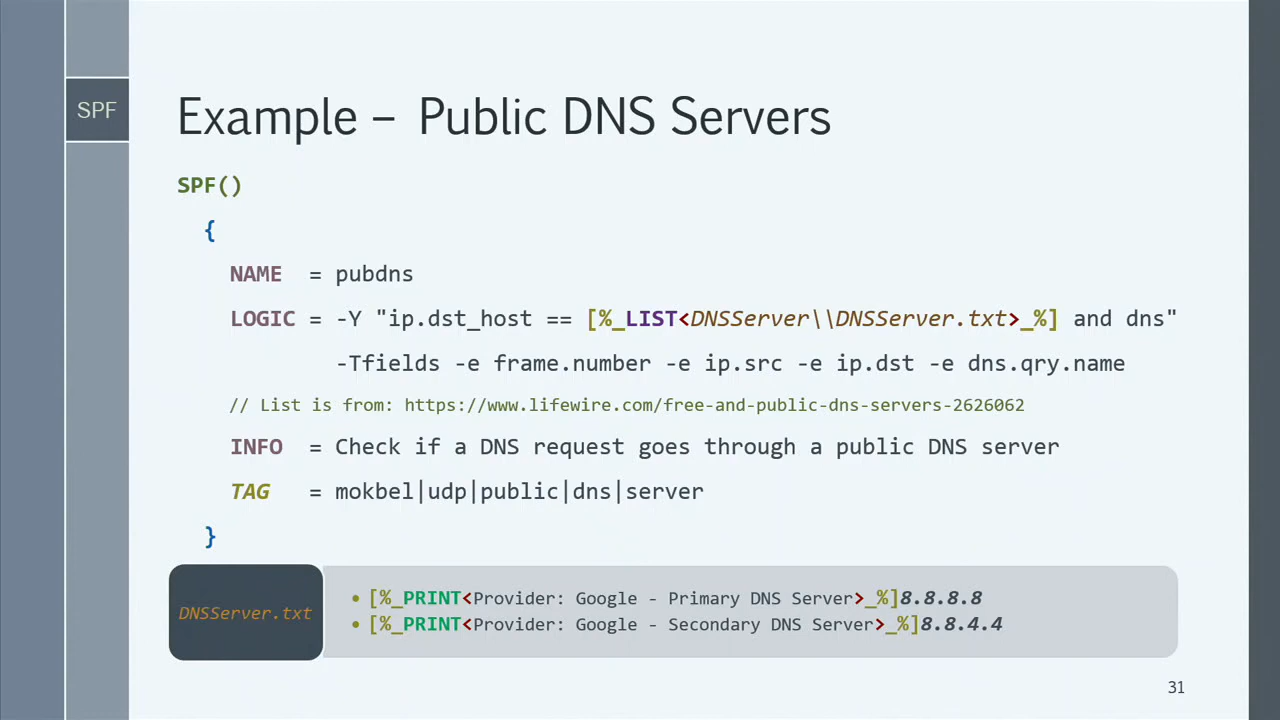 SPF
Example – Public DNS Servers
SPF()
{
NAME = pubdns
LOGIC = -Y "ip.dst_host == [%_LIST<DNSServer\\DNSServer.txt>_%] and dns"
-Tfields -e frame.number -e ip.src -e ip.dst -e dns.qry.name
// List is from: https://www.lifewire.com/free-and-public-dns-servers-2626062
INFO = Check if a DNS request goes through a public DNS server
TAG = mokbel|udp|public|dns|server
}
DNSServer.txt
• [%_PRINT<Provider: Google - Primary DNS Server>_%]8.8.8.8
• [%_PRINT<Provider: Google - Secondary DNS Server>_%]8.8.4.4
31